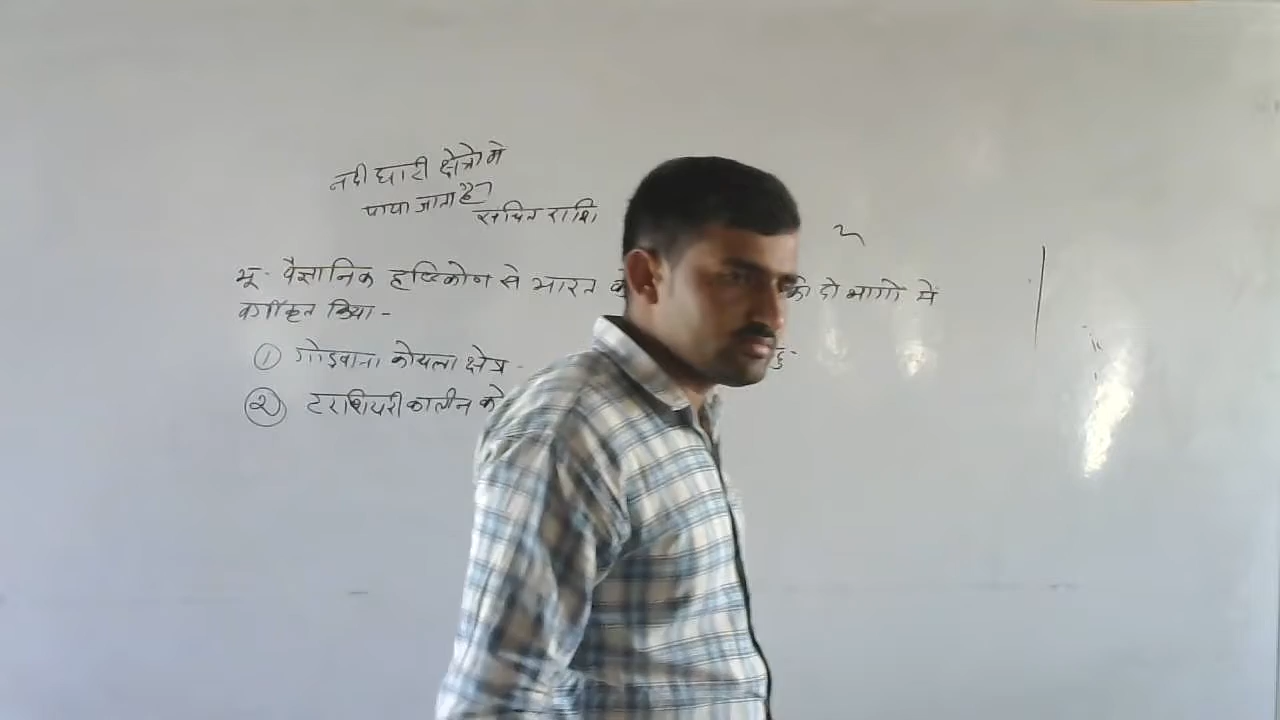 नदी घाटी क्षेत्रो मे
पाया जाता है
संचित राशि
भू- वैज्ञानिक दृष्टिकोण से भारत को दो भागों में
वर्गीकृत किया -
① गोडवाना कोयला क्षेत्र -
② टरशियरी कालीन को